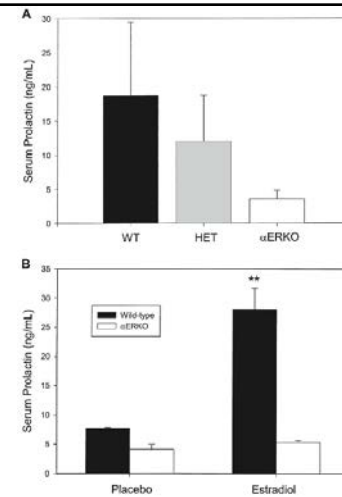 A
Serum Prolactin (ng/mL)
30
25
20
15
10
5
0
WT HET αERKO
B
Serum Prolactin (ng/mL)
35
30
25
20
15
10
5
0
**
Wild-type
αERKO
Placebo Estradiol